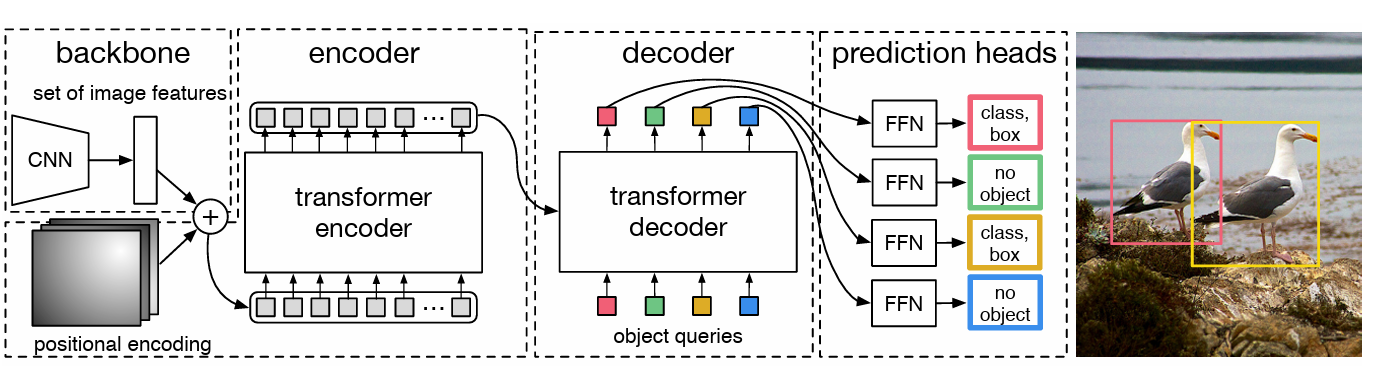 backbone
set of image features
CNN
+
positional encoding
encoder
...
transformer
encoder
...
decoder
transformer
decoder
object queries
prediction heads
FFN
class,
box
FFN
no
object
FFN
class,
box
FFN
no
object